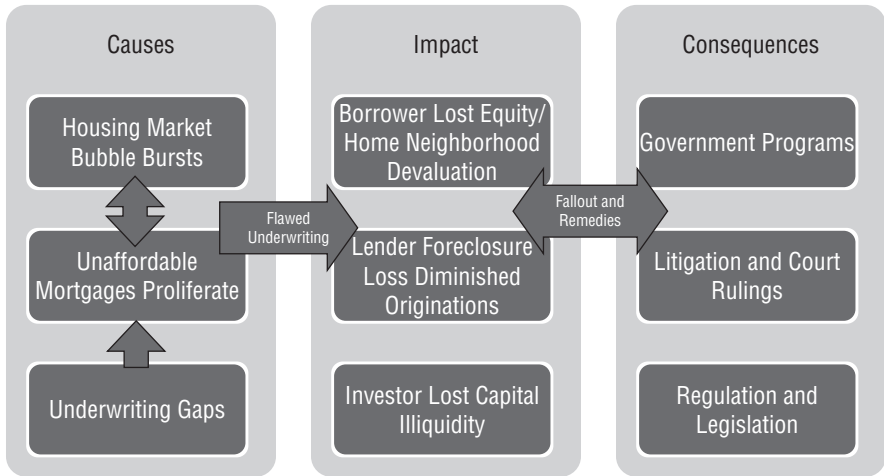 Causes
Housing Market
Bubble Bursts
Unaffordable
Mortgages Proliferate
Underwriting Gaps
Flawed
Underwriting
Impact
Borrower Lost Equity/
Home Neighborhood
Devaluation
Lender Foreclosure
Loss Diminished
Originations
Investor Lost Capital
Illiquidity
Fallout and
Remedies
Consequences
Government Programs
Litigation and Court
Rulings
Regulation and
Legislation